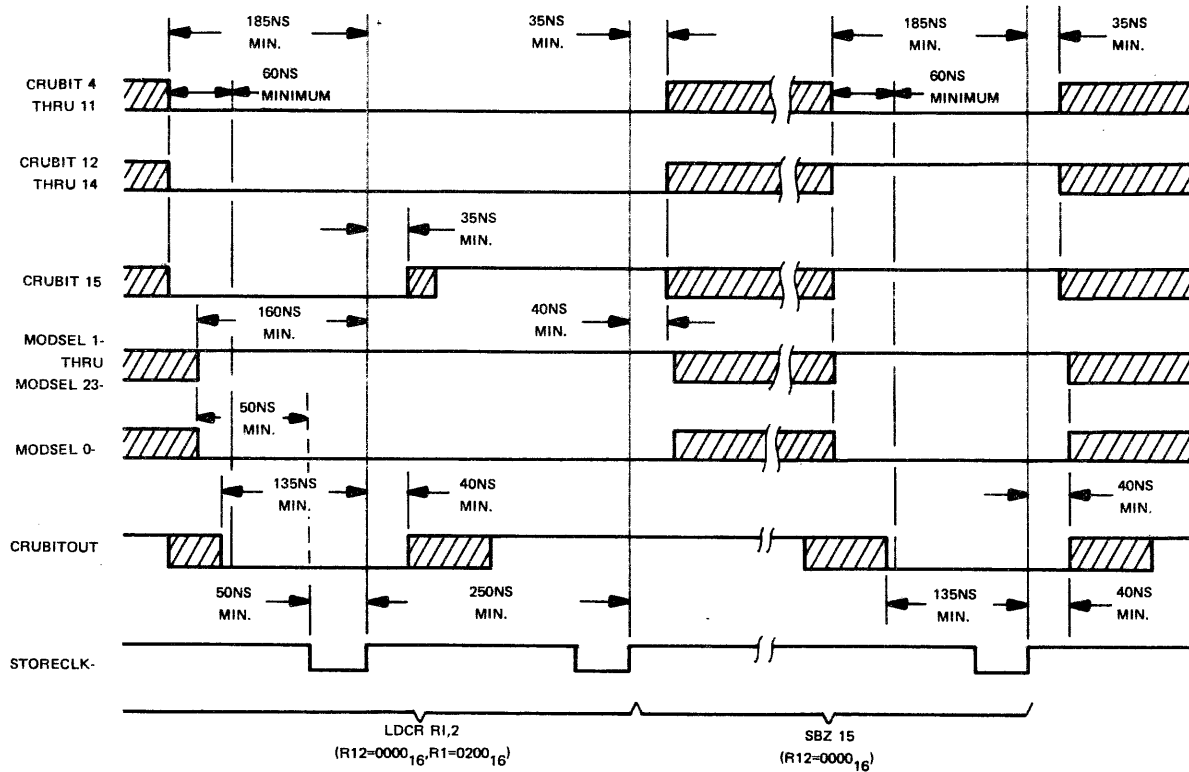 185NS
MIN.
35NS
MIN.
185NS
MIN.
35NS
MIN.
CRUBIT 4
THRU 11
60NS
MINIMUM
60NS
MINIMUM
CRUBIT 12
THRU 14
35NS
MIN.
CRUBIT 15
160NS
MIN.
40NS
MIN.
MODSEL 1-
THRU
MODSEL 23-
50NS
MIN.
MODSEL 0-
135NS
MIN.
40NS
MIN.
40NS
MIN.
CRUBITOUT
50NS
MIN.
250NS
MIN.
135NS
MIN.
40NS
MIN.
STORECLK-
LDCR RI,2
(R12=0000₁₆,R1=0200₁₆)
SBZ 15
(R12=0000₁₆)